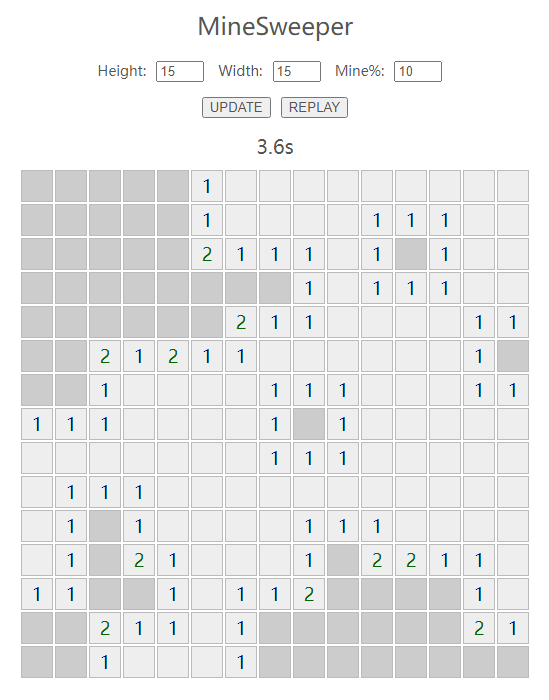 MineSweeper
Height: 15 Width: 15 Mine%: 10
UPDATE REPLAY
3.6s
1
1 1 1 1
2 1 1 1 1 1
1 1 1 1
2 1 1 1 1
2 1 2 1 1 1
1 1 1 1 1 1
1 1 1 1 1
1 1 1
1 1 1
1 1 1 1 1
1 2 1 1 2 2 1 1
1 1 1 1 1 2 1
2 1 1 1 2 1
1 1